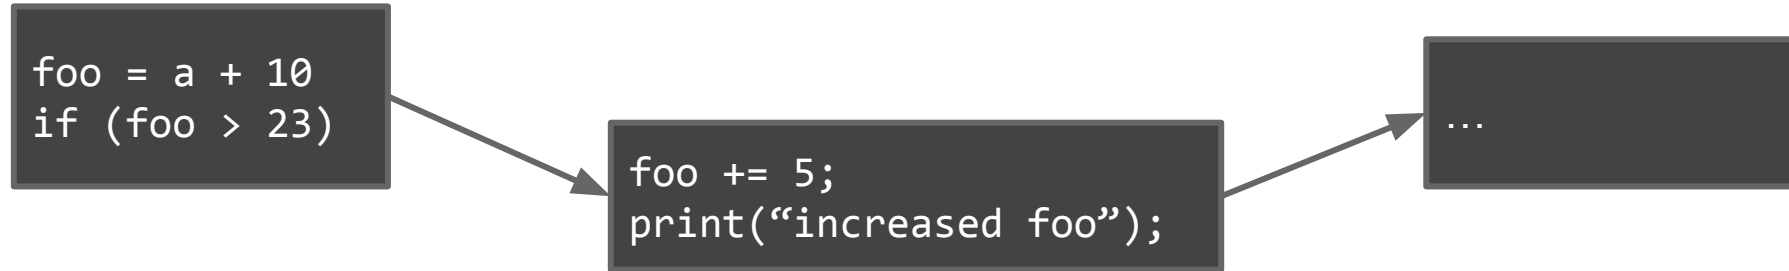 foo = a + 10
if (foo > 23)
foo += 5;
print(“increased foo”);
...